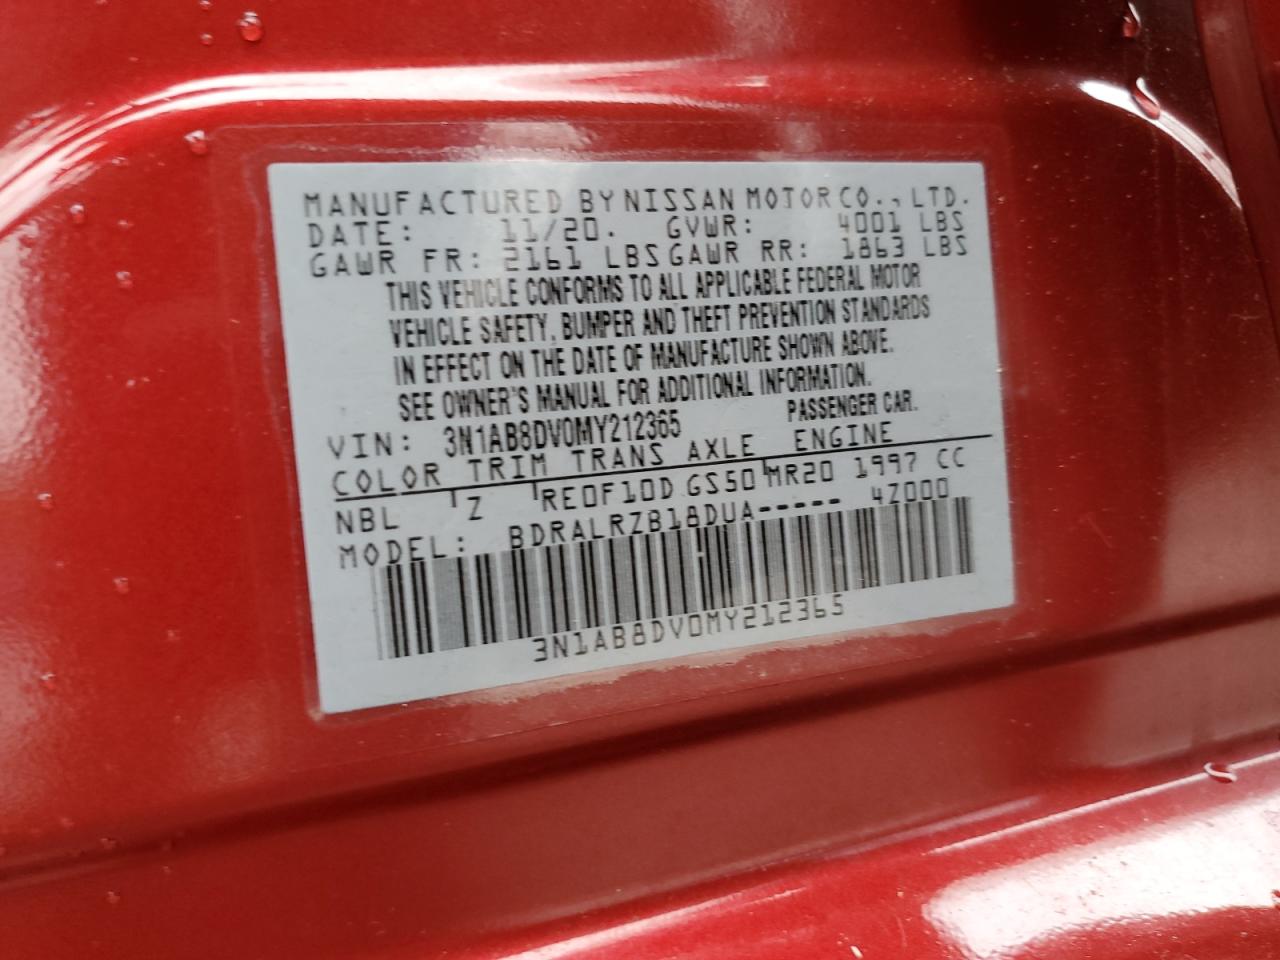 MANUFACTURED BY NISSAN MOTOR CO., LTD.
DATE: 11/20. GVWR: 4001 LBS
GAWR FR: 2161 LBS GAWR RR: 1863 LBS
THIS VEHICLE CONFORMS TO ALL APPLICABLE FEDERAL MOTOR
VEHICLE SAFETY, BUMPER AND THEFT PREVENTION STANDARDS
IN EFFECT ON THE DATE OF MANUFACTURE SHOWN ABOVE.
SEE OWNER'S MANUAL FOR ADDITIONAL INFORMATION.
VIN: 3N1AB8DV0MY212365 PASSENGER CAR.
COLOR TRIM TRANS AXLE ENGINE
NBL Z RE0F10D GS50 MR20 1997 CC
MODEL: BDRALRZB18DUA----- 4Z000
3N1AB8DV0MY212365